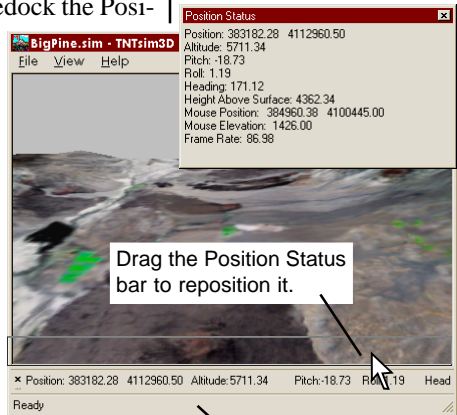 edock the Posi-
Position Status
Position: 383182.28 4112960.50
Altitude: 5711.34
Pitch: -18.73
Roll: 1.19
Heading: 171.12
Height Above Surface: 4362.34
Mouse Position: 384960.38 4100445.00
Mouse Elevation: 1426.00
Frame Rate: 86.98
BigPine.sim - TNTsim3D
File View Help
Drag the Position Status
bar to reposition it.
Position: 383182.28 4112960.50 Altitude: 5711.34 Pitch:-18.73 Roll: 1.19 Head
Ready